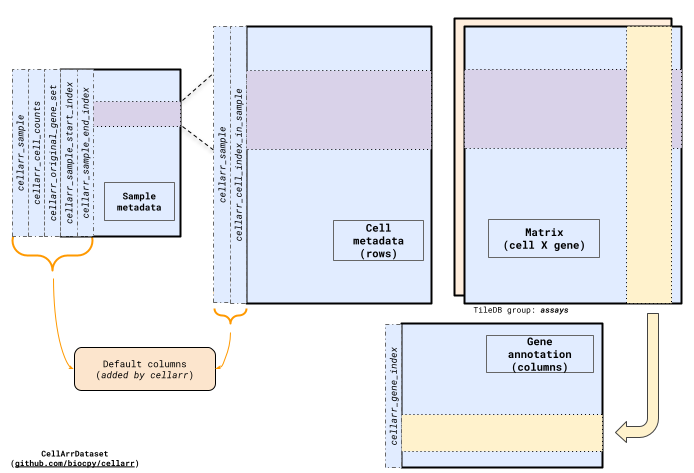 cellarr_sample
cellarr_cell_counts
cellarr_original_gene_set
cellarr_sample_start_index
cellarr_sample_end_index
Sample
metadata
cellarr_sample
cellarr_cell_index_in_sample
Cell
metadata
(rows)
Matrix
(cell X gene)
TileDB group: assays
Default columns
(added by cellarr)
cellarr_gene_index
Gene
annotation
(columns)
CellArrDataset
(github.com/biocpy/cellarr)